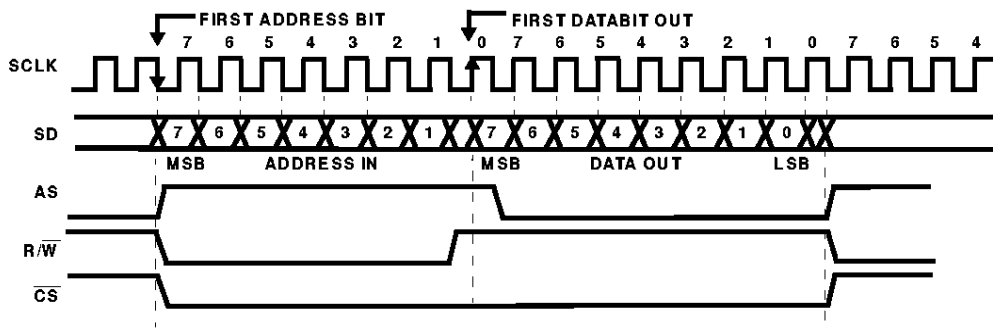 FIRST ADDRESS BIT FIRST DATABIT OUT
7 6 5 4 3 2 1 0 7 6 5 4 3 2 1 0 7 6 5 4
SCLK
SD 7 6 5 4 3 2 1 7 6 5 4 3 2 1 0
MSB ADDRESS IN MSB DATA OUT LSB
AS
R/W̅
C̅S̅